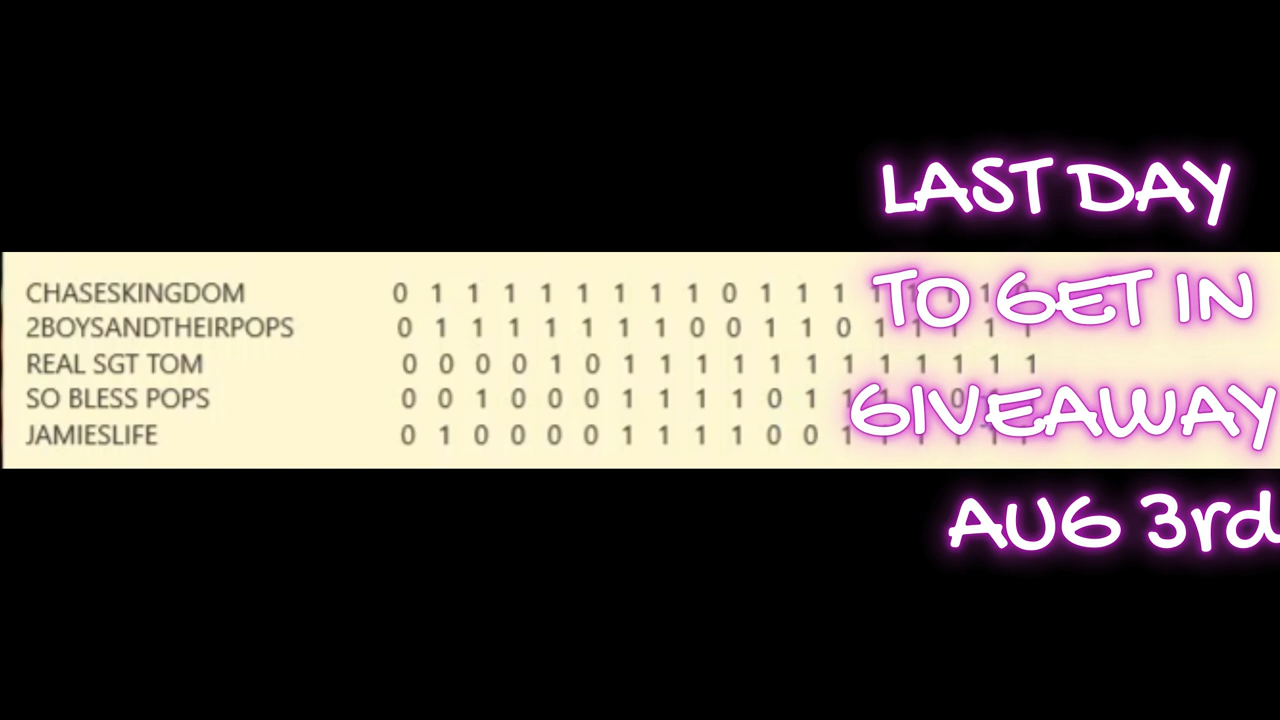 LAST DAY
CHASESKINGDOM 0 1 1 1 1 1 1 1 1 0 1 1 1 1
TO GET IN
2BOYSANDTHEIRPOPS 0 1 1 1 1 1 1 1 0 0 1 1 0 1
REAL SGT TOM 0 0 0 0 1 0 1 1 1 1 1 1 1 1 1 1 1 1
SO BLESS POPS 0 0 1 0 0 0 1 1 1 1 0 1 1
GIVEAWAY
JAMIESLIFE 0 1 0 0 0 0 1 1 1 1 0 0 1
AUG 3rd